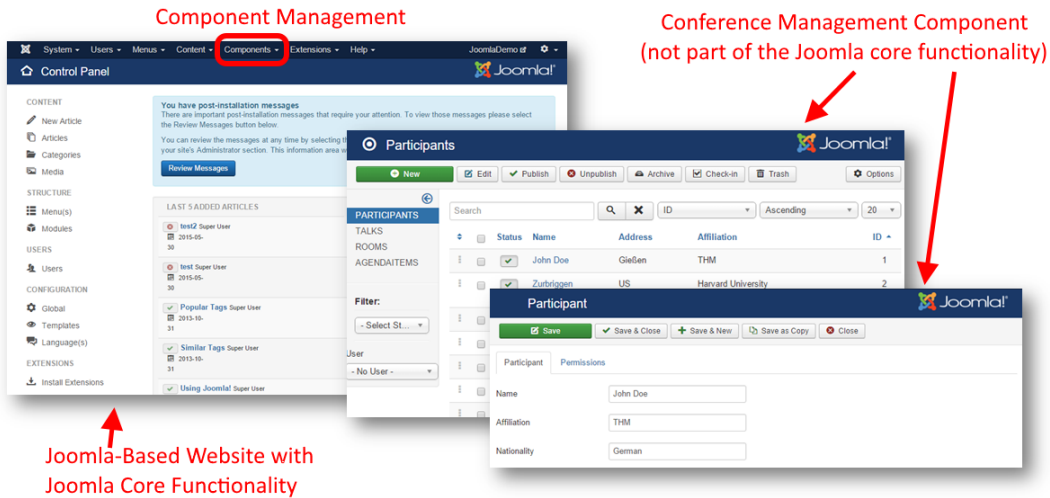 Component Management
Conference Management Component
(not part of the Joomla core functionality)
System Users Menus Content Components Extensions Help JoomlaDemo
Control Panel Joomla!®
CONTENT
New Article
Articles
Categories
Media
STRUCTURE
Menu(s)
Modules
USERS
Users
CONFIGURATION
Global
Templates
Language(s)
EXTENSIONS
Install Extensions
You have post-installation messages
There are important post-installation messages that require your attention. To view those messages please select
the Review Messages button below.
You can review the messages at any time by selecting th
your site's Administrator section. This information area w
Review Messages
LAST 5 ADDED ARTICLES
test2 Super User
2015-05-
30
test Super User
2015-05-
30
Popular Tags Super User
2013-10-
31
Similar Tags Super User
2013-10-
31
Using Joomla! Super User
Participants Joomla!®
New Edit Publish Unpublish Archive Check-in Trash Options
PARTICIPANTS
TALKS
ROOMS
AGENDAITEMS
Filter:
- Select St...
User
- No User -
Search ID Ascending 20
Status Name Address Affiliation ID
John Doe Gießen THM 1
Zurbriggen US Harvard University 2
Participant Joomla!®
Save Save & Close Save & New Save as Copy Close
Participant Permissions
Name John Doe
Affiliation THM
Nationality German
Joomla-Based Website with
Joomla Core Functionality